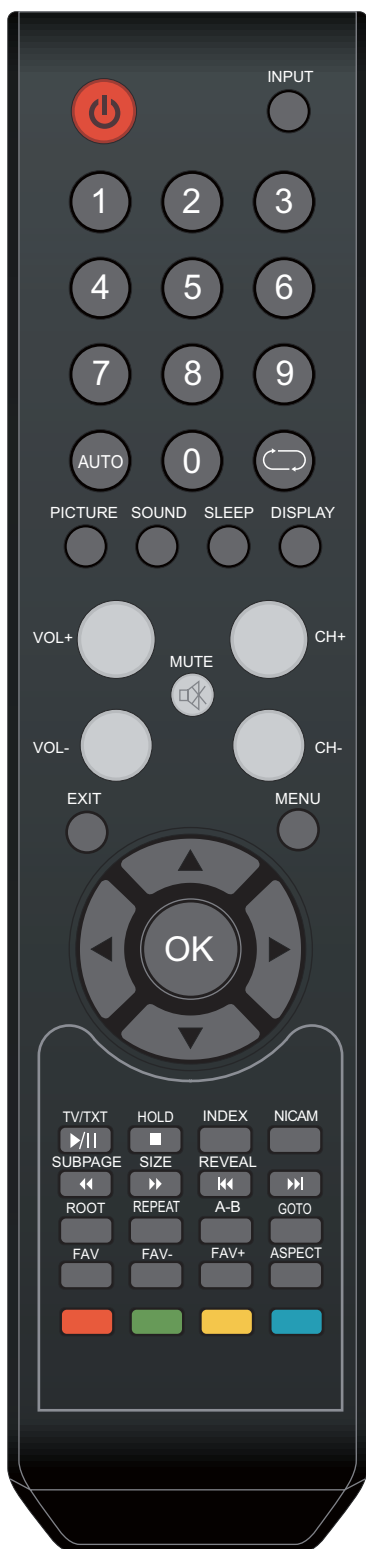 INPUT
1 2 3
4 5 6
7 8 9
AUTO 0
PICTURE SOUND SLEEP DISPLAY
VOL+ CH+
MUTE
VOL- CH-
EXIT MENU
OK
TV/TXT HOLD INDEX NICAM
SUBPAGE SIZE REVEAL
ROOT REPEAT A-B GOTO
FAV FAV- FAV+ ASPECT